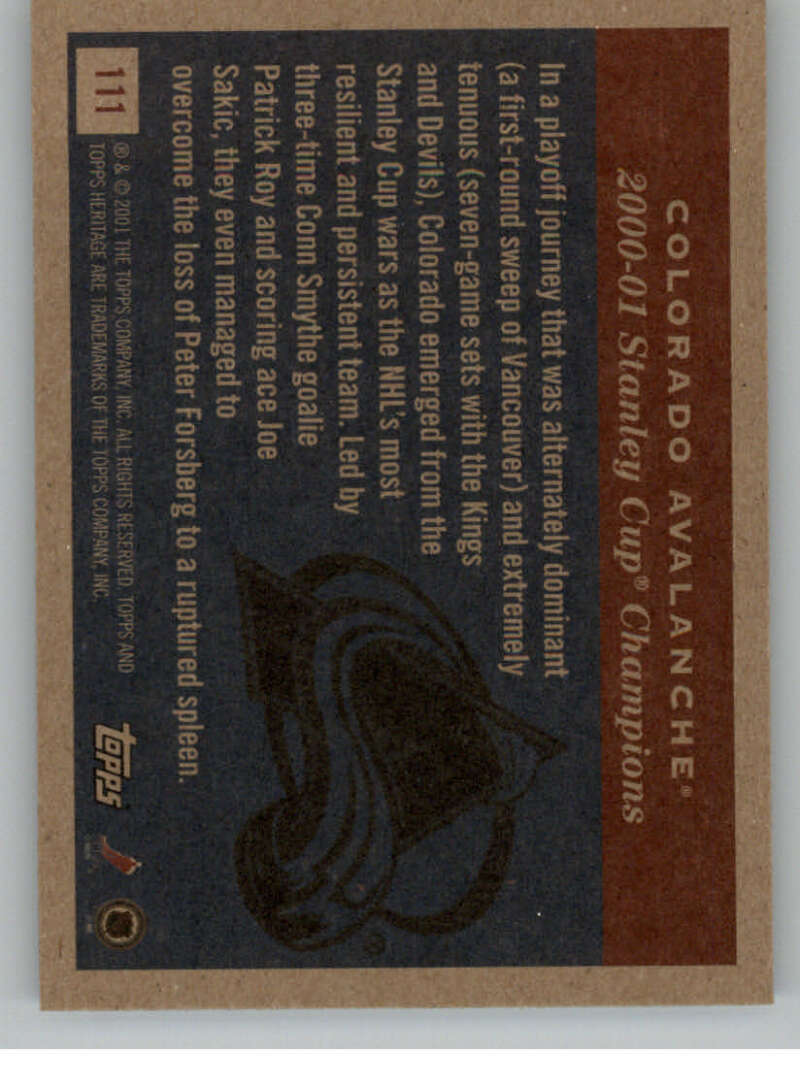 COLORADO AVALANCHE®
2000-01 Stanley Cup® Champions
In a playoff journey that was alternately dominant
(a first-round sweep of Vancouver) and extremely
tenuous (seven-game sets with the Kings
and Devils), Colorado emerged from the
Stanley Cup wars as the NHL's most
resilient and persistent team. Led by
three-time Conn Smythe goalie
Patrick Roy and scoring ace Joe
Sakic, they even managed to
overcome the loss of Peter Forsberg to a ruptured spleen.
111
® & © 2001 THE TOPPS COMPANY, INC. ALL RIGHTS RESERVED. TOPPS AND
TOPPS HERITAGE ARE TRADEMARKS OF THE TOPPS COMPANY, INC.
topps